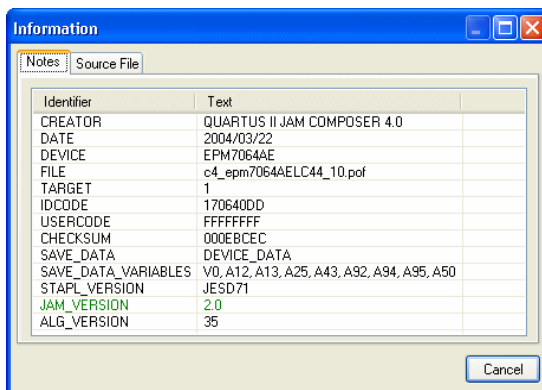 Information
Notes Source File
Identifier Text
CREATOR QUARTUS II JAM COMPOSER 4.0
DATE 2004/03/22
DEVICE EPM7064AE
FILE c4_epm7064AELC44_10.pof
TARGET 1
IDCODE 170640DD
USERCODE FFFFFFFF
CHECKSUM 000EBCEC
SAVE_DATA DEVICE_DATA
SAVE_DATA_VARIABLES V0, A12, A13, A25, A43, A92, A94, A95, A50
STAPL_VERSION JESD71
JAM_VERSION 2.0
ALG_VERSION 35
Cancel